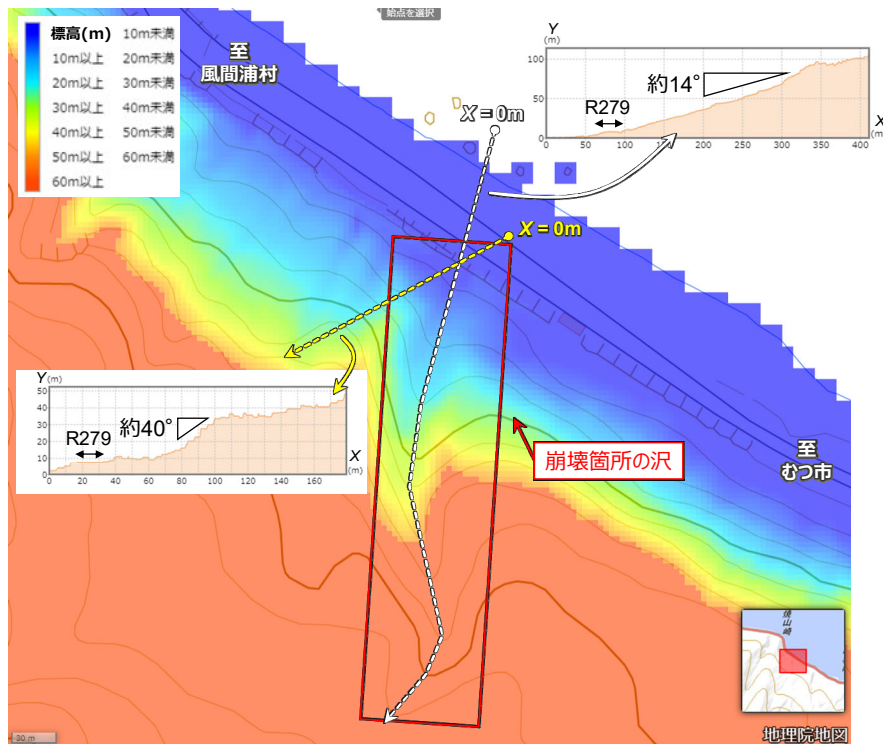 始点を選択
標高(m)
10m未満
10m以上 20m未満
20m以上 30m未満
30m以上 40m未満
40m以上 50m未満
50m以上 60m未満
60m以上
至
風間浦村
X = 0m
X = 0m
Y
(m)
100
50
0
0 50 100 150 200 250 300 350 400
X
(m)
R279
約14°
Y(m)
50
40
30
20
10
0
0 20 40 60 80 100 120 140 160
X
(m)
R279
約40°
崩壊箇所の沢
至
むつ市
焼山崎
30 m
地理院地図